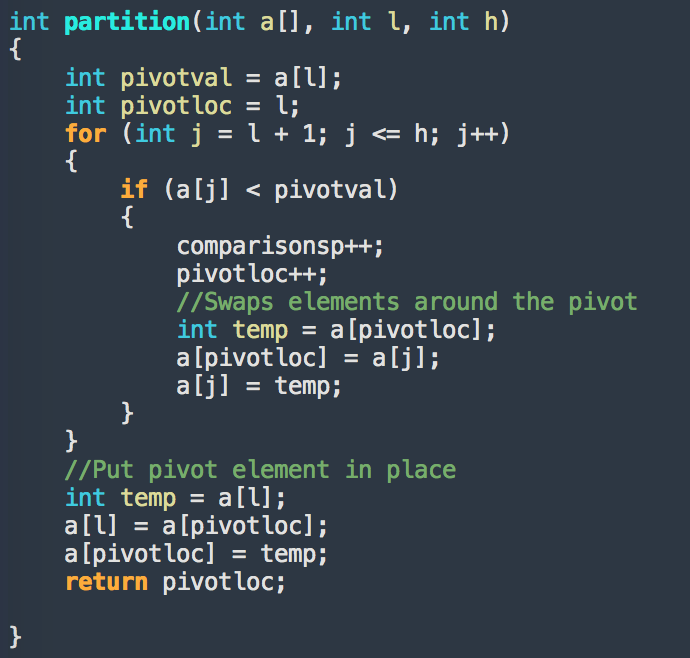 int partition(int a[], int l, int h)
{
    int pivotval = a[l];
    int pivotloc = l;
    for (int j = l + 1; j <= h; j++)
    {
        if (a[j] < pivotval)
        {
            comparisonsp++;
            pivotloc++;
            //Swaps elements around the pivot
            int temp = a[pivotloc];
            a[pivotloc] = a[j];
            a[j] = temp;
        }
    }
    //Put pivot element in place
    int temp = a[l];
    a[l] = a[pivotloc];
    a[pivotloc] = temp;
    return pivotloc;

}